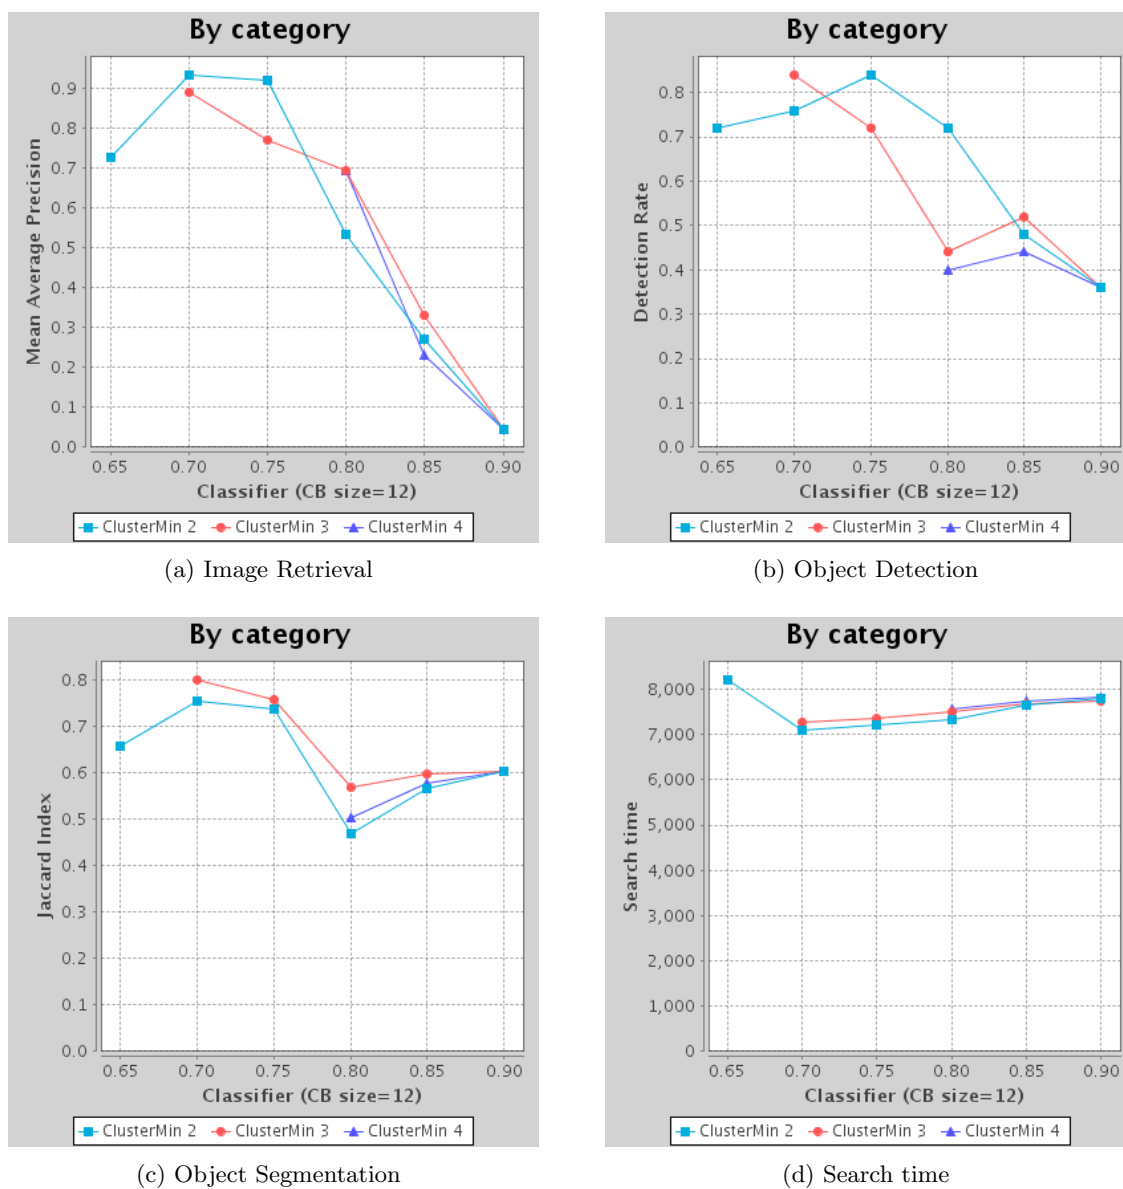 By category
Mean Average Precision
0.9
0.8
0.7
0.6
0.5
0.4
0.3
0.2
0.1
0.0
0.65 0.70 0.75 0.80 0.85 0.90
Classifier (CB size=12)
ClusterMin 2 ClusterMin 3 ClusterMin 4
(a) Image Retrieval
By category
Detection Rate
0.8
0.7
0.6
0.5
0.4
0.3
0.2
0.1
0.0
0.65 0.70 0.75 0.80 0.85 0.90
Classifier (CB size=12)
ClusterMin 2 ClusterMin 3 ClusterMin 4
(b) Object Detection
By category
Jaccard Index
0.8
0.7
0.6
0.5
0.4
0.3
0.2
0.1
0.0
0.65 0.70 0.75 0.80 0.85 0.90
Classifier (CB size=12)
ClusterMin 2 ClusterMin 3 ClusterMin 4
(c) Object Segmentation
By category
Search time
8,000
7,000
6,000
5,000
4,000
3,000
2,000
1,000
0
0.65 0.70 0.75 0.80 0.85 0.90
Classifier (CB size=12)
ClusterMin 2 ClusterMin 3 ClusterMin 4
(d) Search time